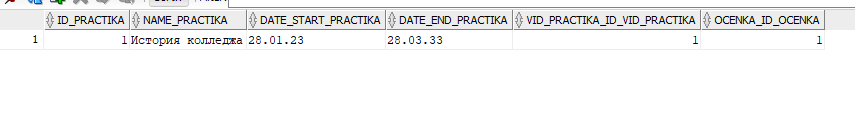 ID_PRACTIKA NAME_PRACTIKA DATE_START_PRACTIKA DATE_END_PRACTIKA VID_PRACTIKA_ID_VID_PRACTIKA OCENKA_ID_OCENKA
1 1 История колледжа 28.01.23 28.03.33 1 1